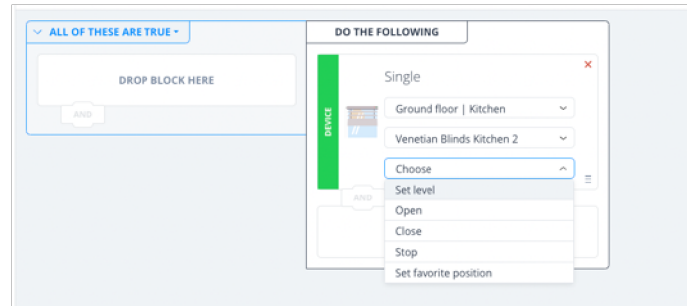 ALL OF THESE ARE TRUE
DO THE FOLLOWING
DROP BLOCK HERE
AND
DEVICE
Single
Ground floor | Kitchen
Venetian Blinds Kitchen 2
Choose
Set level
Open
Close
Stop
Set favorite position
AND